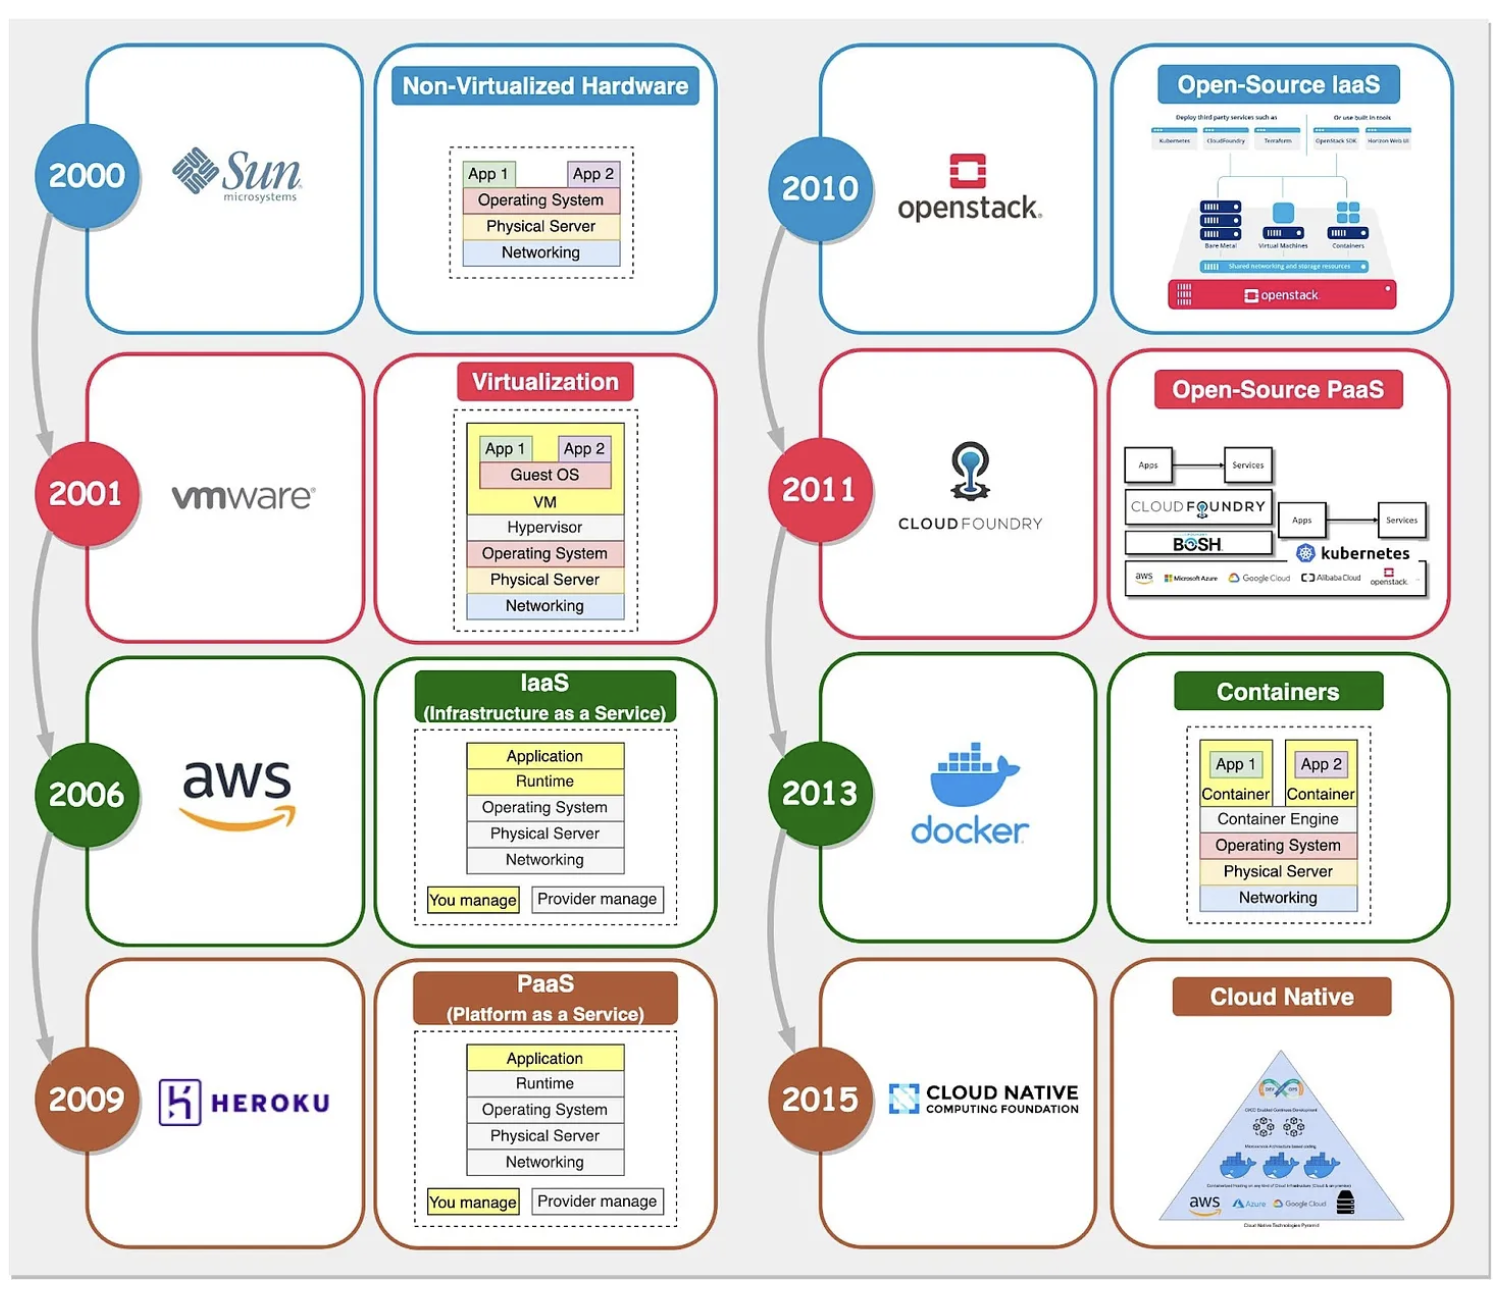 2000
Sun
microsystems
Non-Virtualized Hardware
App 1
App 2
Operating System
Physical Server
Networking
2001
vmware®
Virtualization
App 1
App 2
Guest OS
VM
Hypervisor
Operating System
Physical Server
Networking
2006
aws
IaaS
(Infrastructure as a Service)
Application
Runtime
Operating System
Physical Server
Networking
You manage
Provider manage
2009
HEROKU
PaaS
(Platform as a Service)
Application
Runtime
Operating System
Physical Server
Networking
You manage
Provider manage
2010
openstack.
Open-Source IaaS
Deploy third party services such as
Or use built in tools
Kubernetes
CloudFoundry
Terraform
OpenStack SDK
Horizon Web UI
Bare Metal
Virtual Machines
Containers
Shared networking and storage resources
openstack.
2011
CLOUD FOUNDRY
Open-Source PaaS
Apps
Services
CLOUD FOUNDRY
Apps
Services
BOSH
kubernetes
aws
Microsoft Azure
Google Cloud
Alibaba Cloud
openstack.
2013
docker
Containers
App 1
App 2
Container
Container
Container Engine
Operating System
Physical Server
Networking
2015
CLOUD NATIVE
COMPUTING FOUNDATION
Cloud Native
DEV
OPS
aws
Azure
Google Cloud
Cloud Native Technologies Pyramid